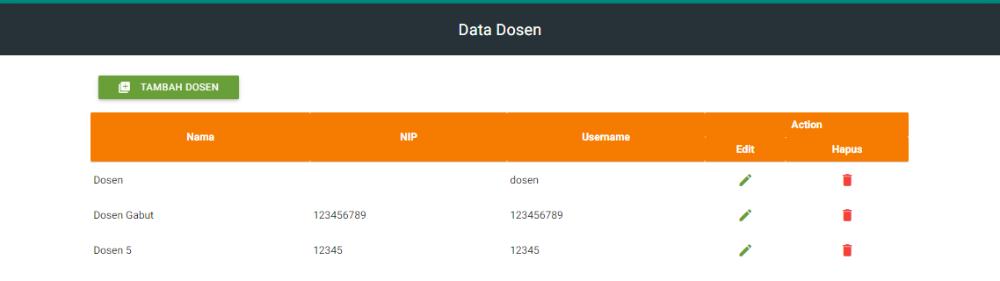 Data Dosen
TAMBAH DOSEN
Nama NIP Username Action
Edit Hapus
Dosen dosen
Dosen Gabut 123456789 123456789
Dosen 5 12345 12345